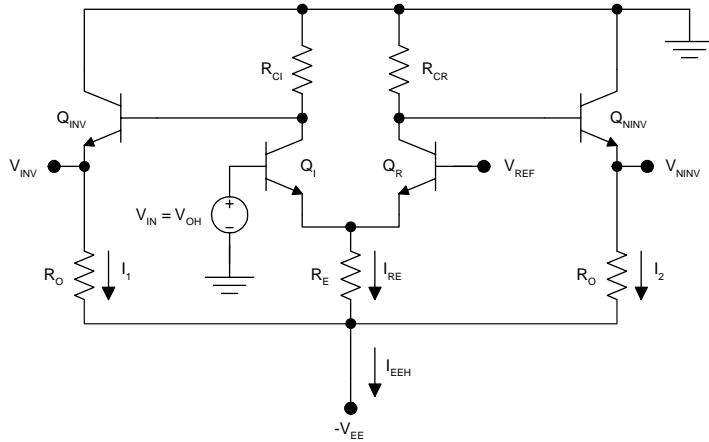 R_CI
R_CR
Q_INV
Q_NINV
V_INV
Q_I
Q_R
V_REF
V_NINV
+
V_IN = V_OH
−
R_O
I_1
R_E
I_RE
R_O
I_2
I_EEH
-V_EE